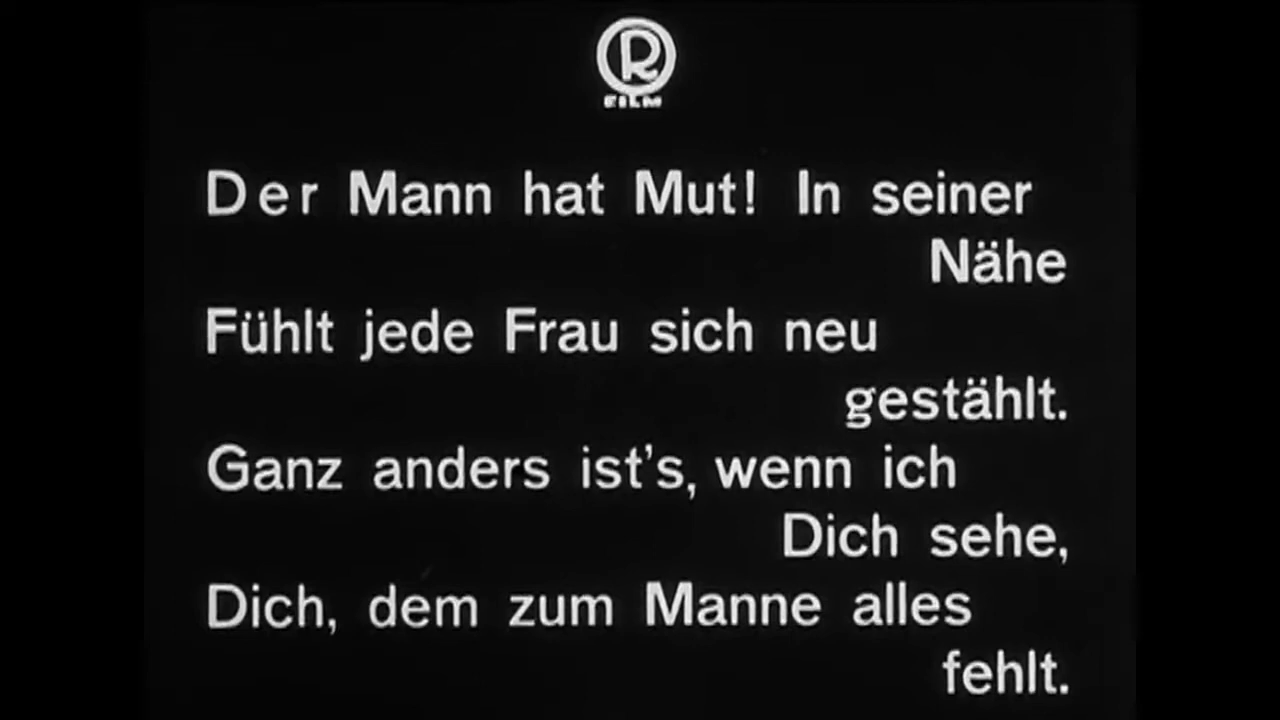 R
FILM
Der Mann hat Mut! In seiner
Nähe
Fühlt jede Frau sich neu
gestählt.
Ganz anders ist's, wenn ich
Dich sehe,
Dich, dem zum Manne alles
fehlt.